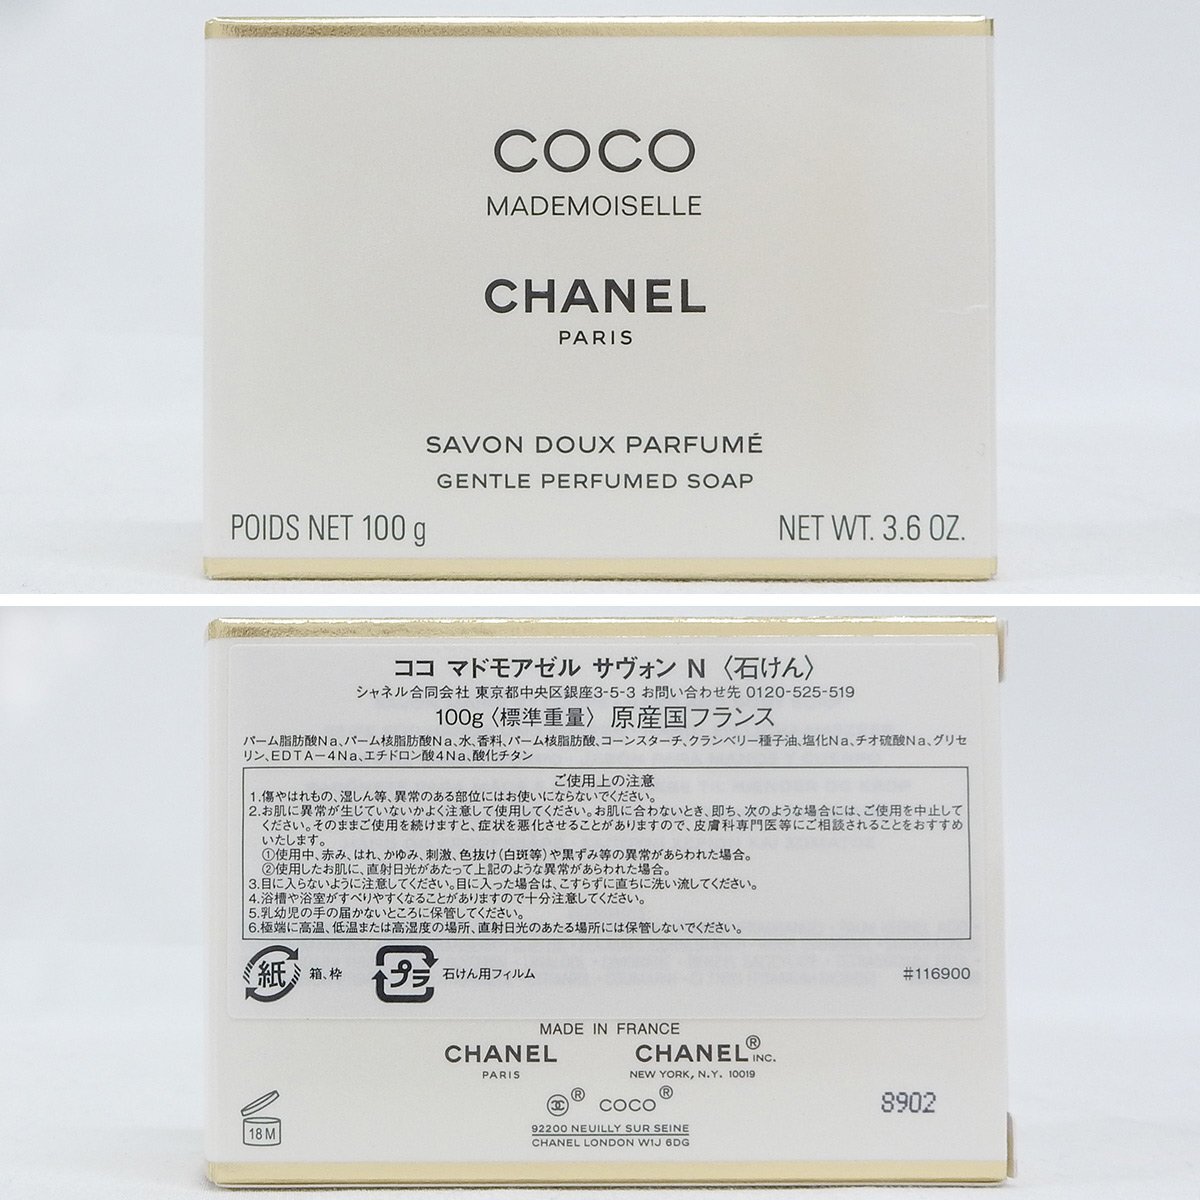 COCO
MADEMOISELLE
CHANEL
PARIS
SAVON DOUX PARFUMÉ
GENTLE PERFUMED SOAP
POIDS NET 100 g
NET WT. 3.6 OZ.
ココ マドモアゼル サヴォン N 〈石けん〉
シャネル合同会社 東京都中央区銀座3-5-3 お問い合わせ先 0120-525-519
100g〈標準重量〉 原産国フランス
パーム脂肪酸Na、パーム核脂肪酸Na、水、香料、パーム核脂肪酸、コーンスターチ、クランベリー種子油、塩化Na、チオ硫酸Na、グリセ
リン、EDTA－4Na、エチドロン酸4Na、酸化チタン
ご使用上の注意
1.傷やはれもの、湿しん等、異常のある部位にはお使いにならないでください。
2.お肌に異常が生じていないかよく注意して使用してください。お肌に合わないとき、即ち、次のような場合には、ご使用を中止して
ください。そのままご使用を続けますと、症状を悪化させることがありますので、皮膚科専門医等にご相談されることをおすすめ
いたします。
①使用中、赤み、はれ、かゆみ、刺激、色抜け(白斑等)や黒ずみ等の異常があらわれた場合。
②使用したお肌に、直射日光があたって上記のような異常があらわれた場合。
3.目に入らないように注意してください。目に入った場合は、こすらずに直ちに洗い流してください。
4.浴槽や浴室がすべりやすくなることがありますので十分注意してください。
5.乳幼児の手の届かないところに保管してください。
6.極端に高温、低温または高湿度の場所、直射日光のあたる場所には保管しないでください。
紙 箱、枠 プラ 石けん用フィルム #116900
MADE IN FRANCE
CHANEL CHANEL® INC.
PARIS NEW YORK, N.Y. 10019
® COCO®
8902
18 M
92200 NEUILLY SUR SEINE
CHANEL LONDON W1J 6DG